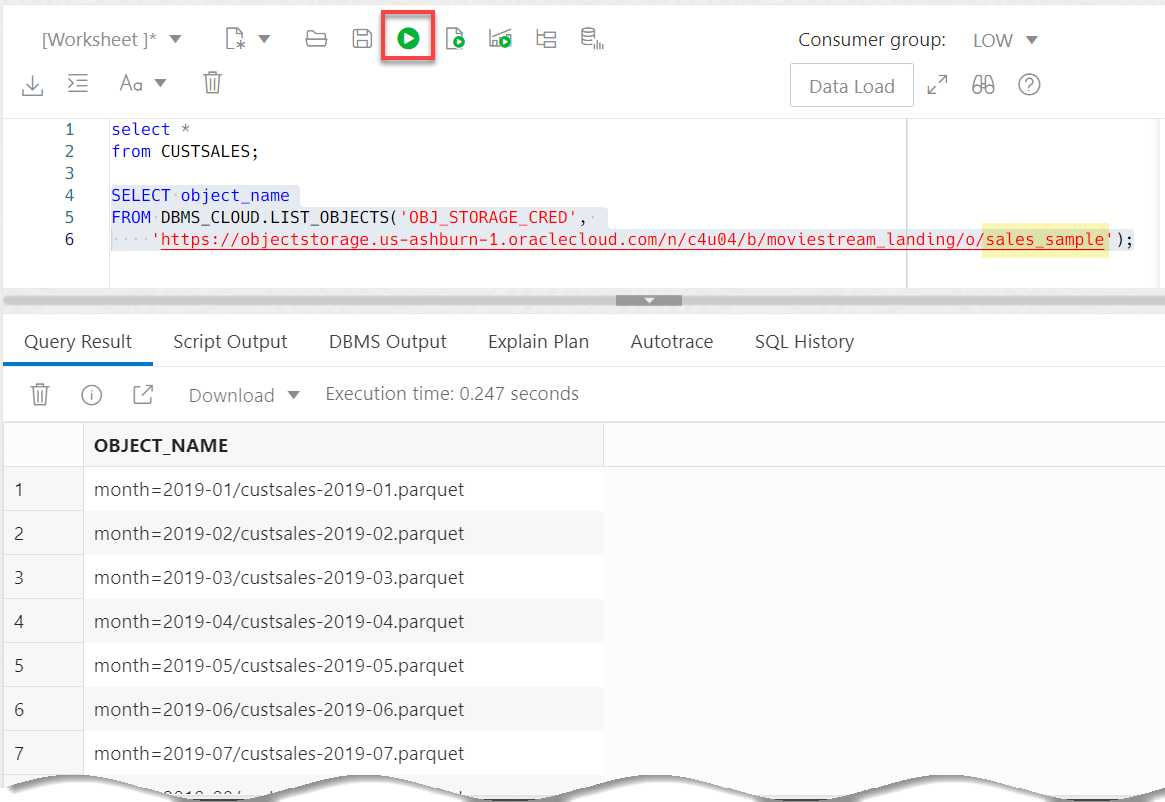 [Worksheet ]*
Consumer group: LOW
Aa
Data Load
1 select *
2 from CUSTSALES;
3
4 SELECT object_name
5 FROM DBMS_CLOUD.LIST_OBJECTS('OBJ_STORAGE_CRED',
6 'https://objectstorage.us-ashburn-1.oraclecloud.com/n/c4u04/b/moviestream_landing/o/sales_sample');
Query Result Script Output DBMS Output Explain Plan Autotrace SQL History
Download Execution time: 0.247 seconds
OBJECT_NAME
1 month=2019-01/custsales-2019-01.parquet
2 month=2019-02/custsales-2019-02.parquet
3 month=2019-03/custsales-2019-03.parquet
4 month=2019-04/custsales-2019-04.parquet
5 month=2019-05/custsales-2019-05.parquet
6 month=2019-06/custsales-2019-06.parquet
7 month=2019-07/custsales-2019-07.parquet